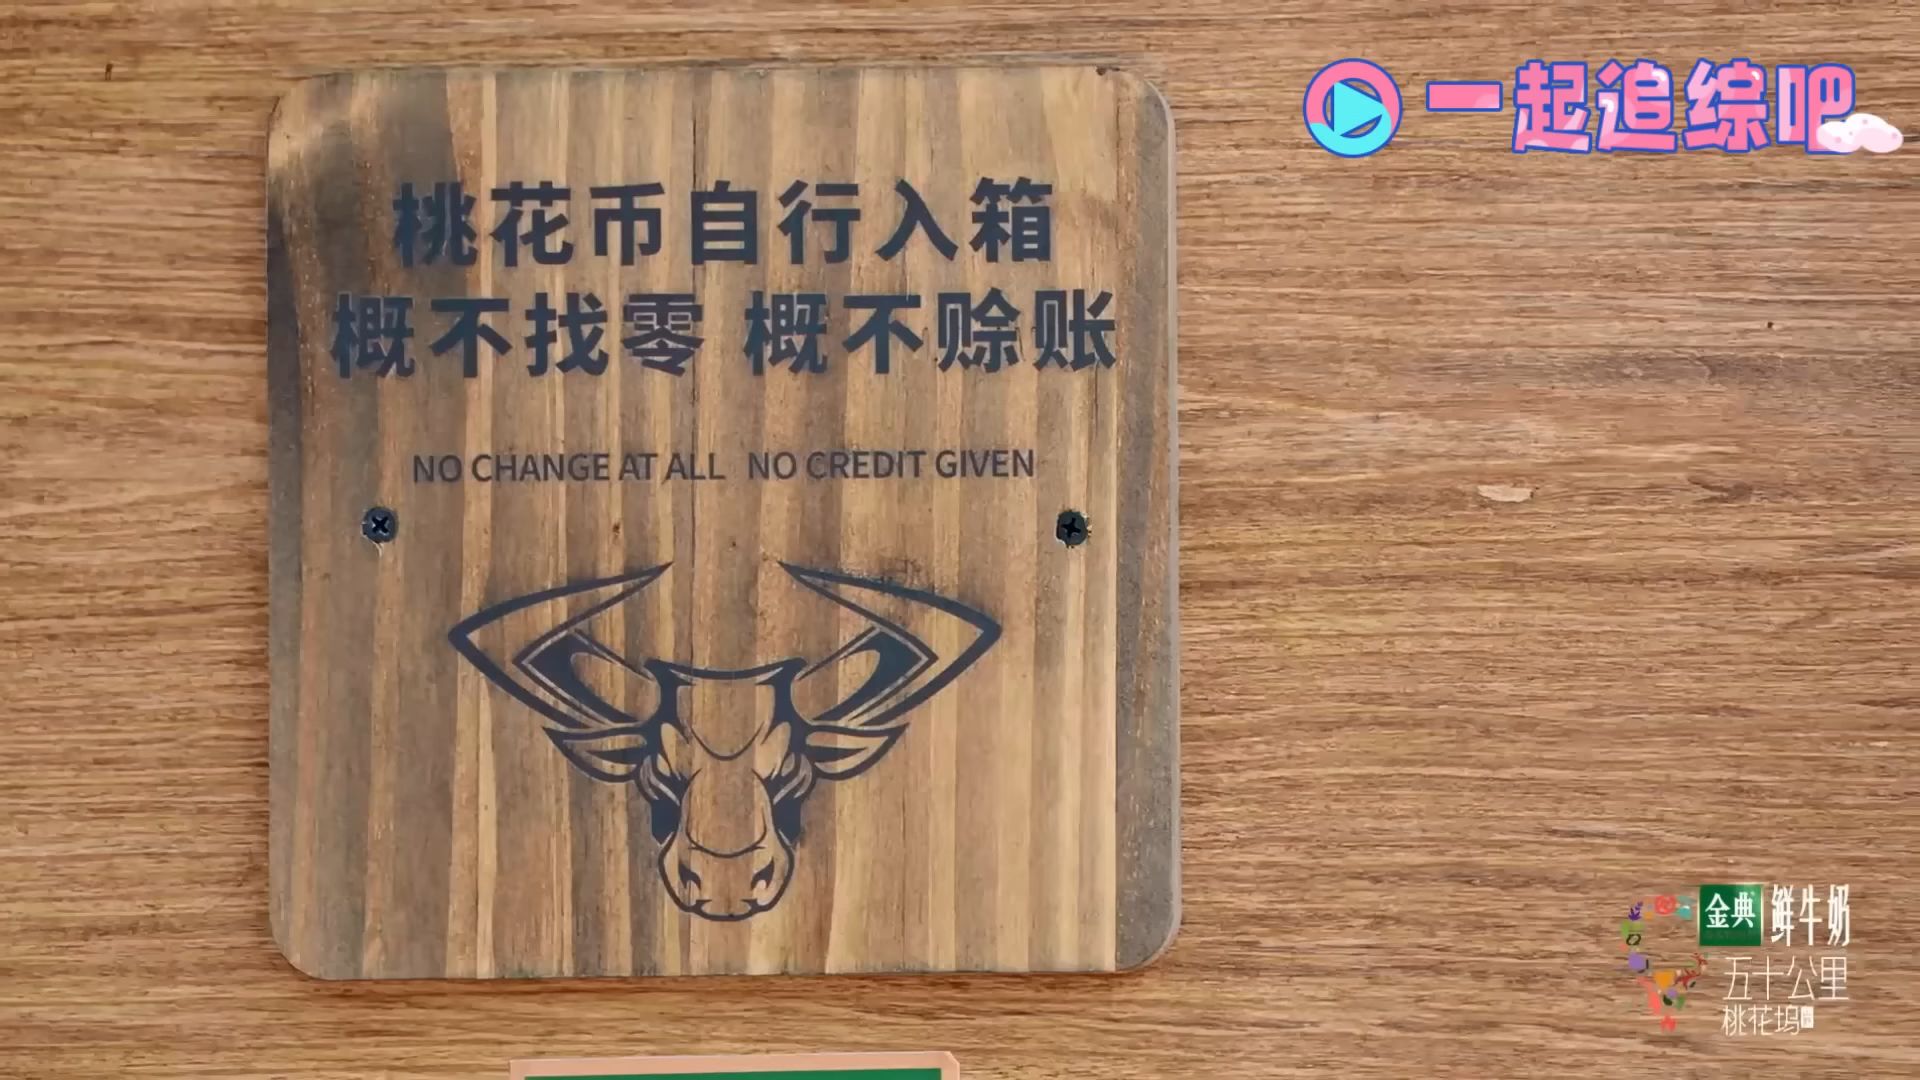 一起追综吧
桃花币自行入箱
概不找零 概不赊账
NO CHANGE AT ALL NO CREDIT GIVEN
金典 鲜牛奶
五十公里
桃花坞